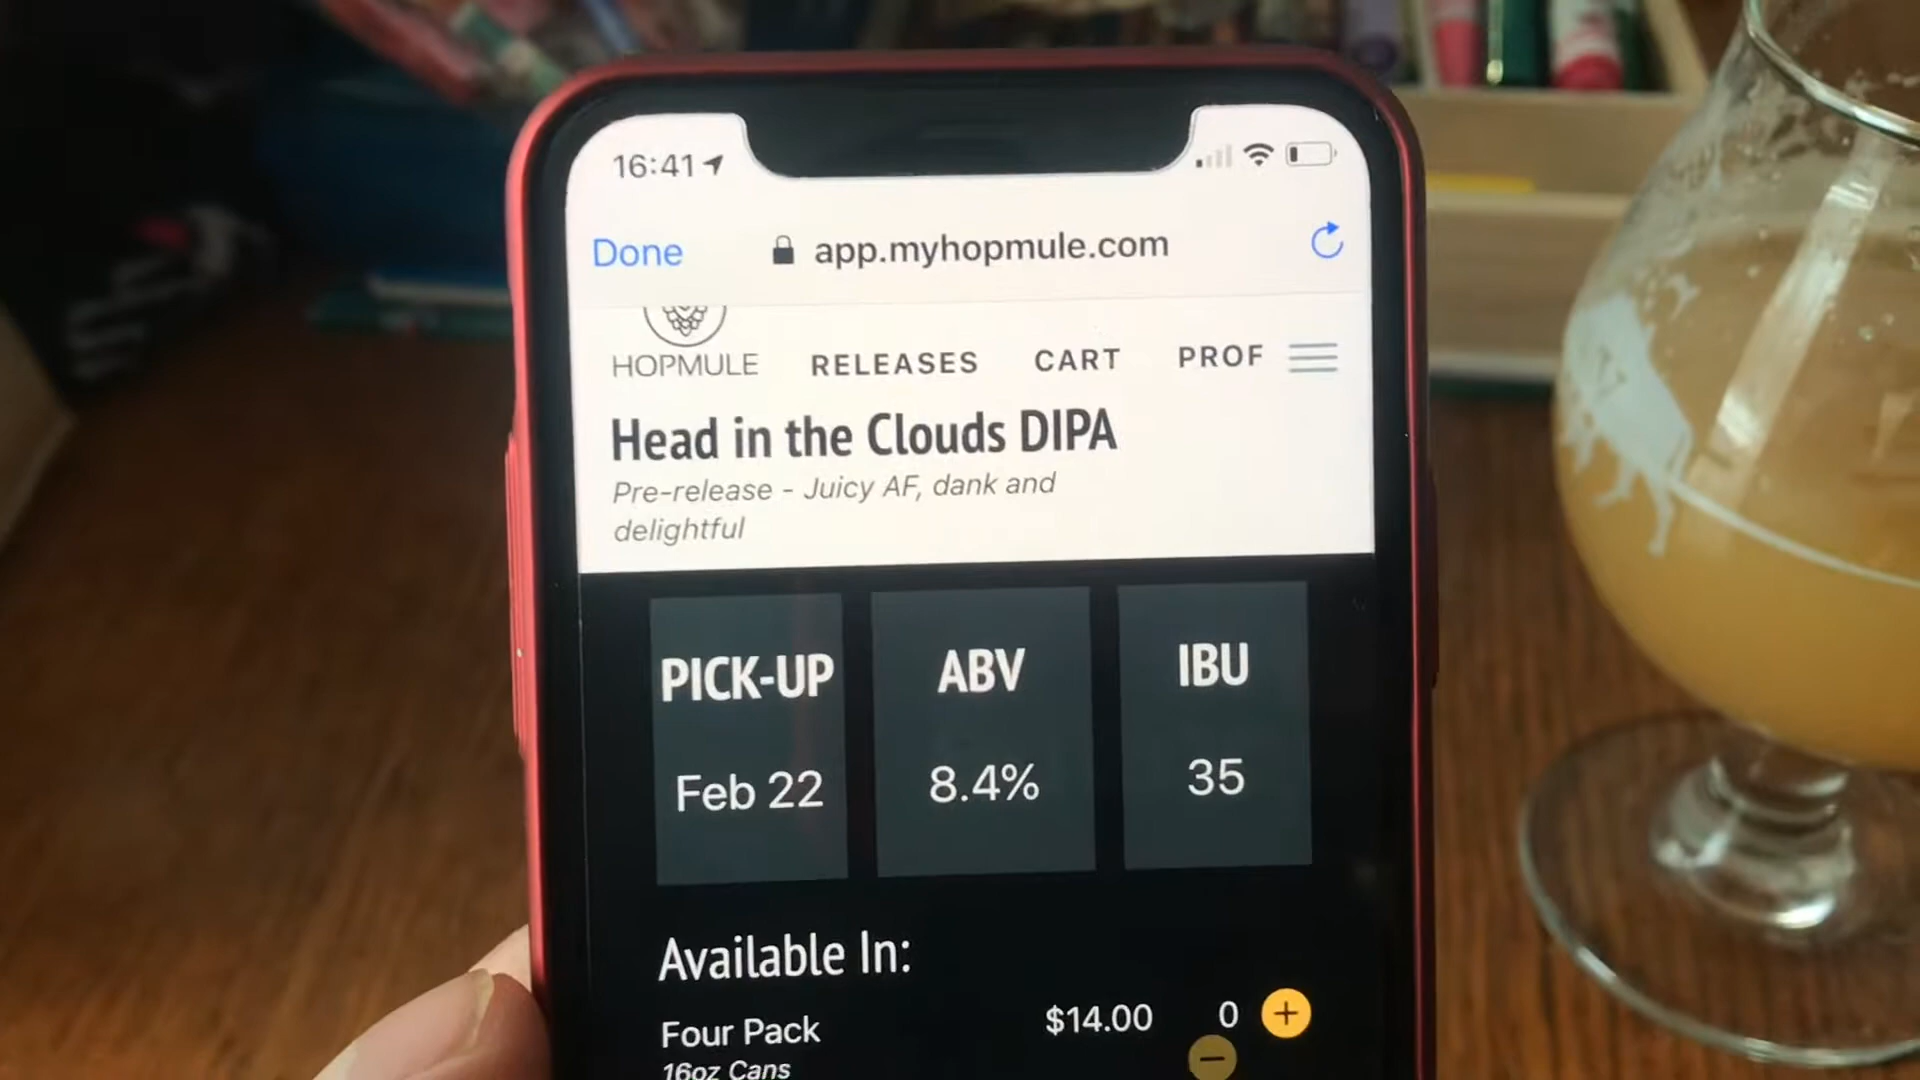 16:41
Done app.myhopmule.com
HOPMULE RELEASES CART PROF
Head in the Clouds DIPA
Pre-release - Juicy AF, dank and
delightful
PICK-UP ABV IBU
Feb 22 8.4% 35
Available In:
Four Pack $14.00 0 +
16oz Cans −